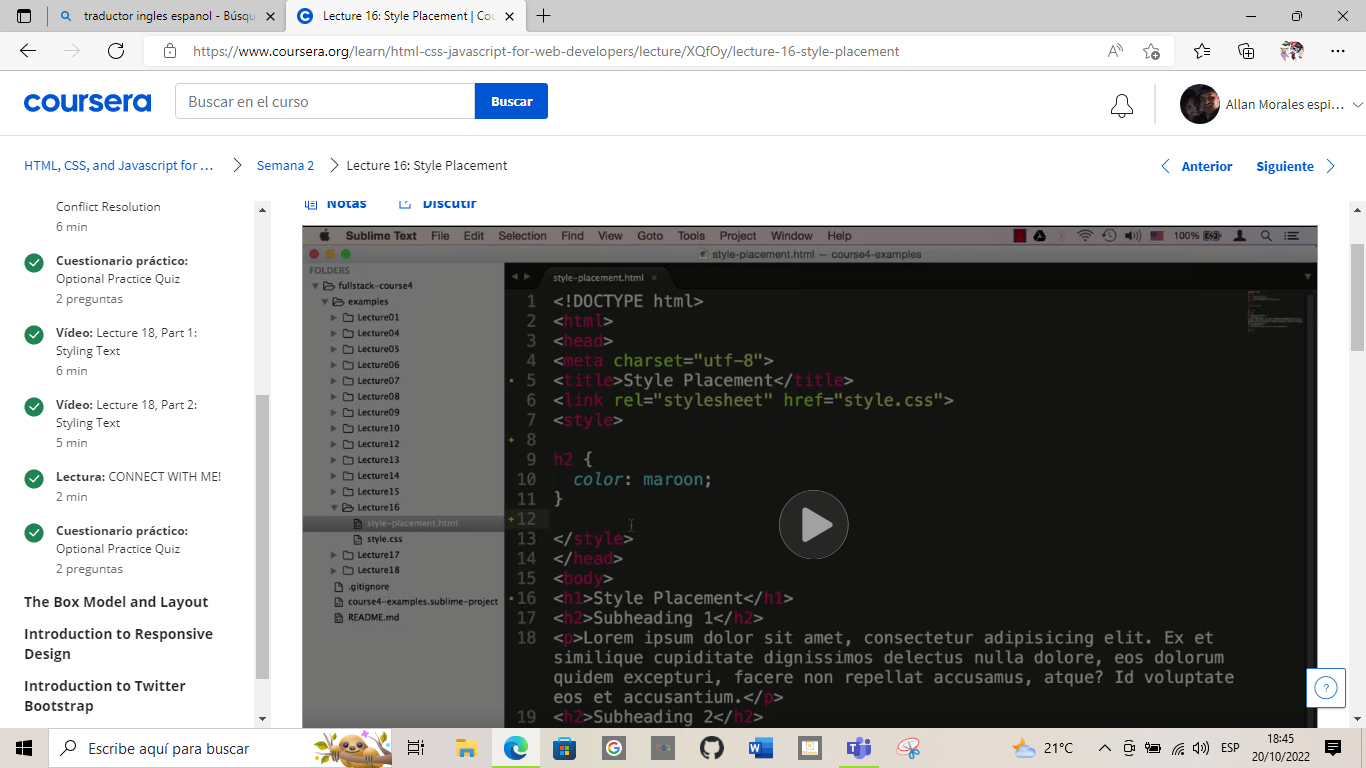 traductor ingles espanol - Búsqu
Lecture 16: Style Placement | Cou
https://www.coursera.org/learn/html-css-javascript-for-web-developers/lecture/XQfOy/lecture-16-style-placement
coursera
Buscar en el curso
Buscar
Allan Morales espi...
HTML, CSS, and Javascript for ...
Semana 2
Lecture 16: Style Placement
Anterior
Siguiente
Conflict Resolution
6 min
Cuestionario práctico:
Optional Practice Quiz
2 preguntas
Vídeo: Lecture 18, Part 1:
Styling Text
6 min
Vídeo: Lecture 18, Part 2:
Styling Text
5 min
Lectura: CONNECT WITH ME!
2 min
Cuestionario práctico:
Optional Practice Quiz
2 preguntas
The Box Model and Layout
Introduction to Responsive
Design
Introduction to Twitter
Bootstrap
Notas
Discutir
Sublime Text File Edit Selection Find View Goto Tools Project Window Help
100%
style-placement.html — course4-examples
FOLDERS
fullstack-course4
examples
Lecture01
Lecture04
Lecture05
Lecture06
Lecture07
Lecture08
Lecture09
Lecture10
Lecture12
Lecture13
Lecture14
Lecture15
Lecture16
style-placement.html
style.css
Lecture17
Lecture18
.gitignore
course4-examples.sublime-project
README.md
style-placement.html
1 <!DOCTYPE html>
2 <html>
3 <head>
4 <meta charset="utf-8">
5 <title>Style Placement</title>
6 <link rel="stylesheet" href="style.css">
7 <style>
8
9 h2 {
10 color: maroon;
11 }
12
13 </style>
14 </head>
15 <body>
16 <h1>Style Placement</h1>
17 <h2>Subheading 1</h2>
18 <p>Lorem ipsum dolor sit amet, consectetur adipisicing elit. Ex et
similique cupiditate dignissimos delectus nulla dolore, eos dolorum
quidem excepturi, facere non repellat accusamus, atque? Id voluptate
eos et accusantium.</p>
19 <h2>Subheading 2</h2>
Escribe aquí para buscar
21°C
ESP
18:45
20/10/2022